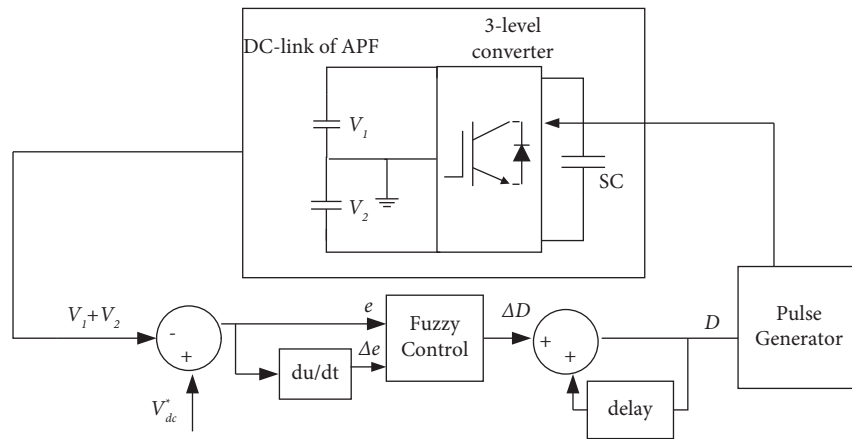 3-level
converter
DC-link of APF
V1
V2
SC
V1+V2
-
+
V*dc
e
Δe
du/dt
Fuzzy
Control
ΔD
+
+
delay
D
Pulse
Generator